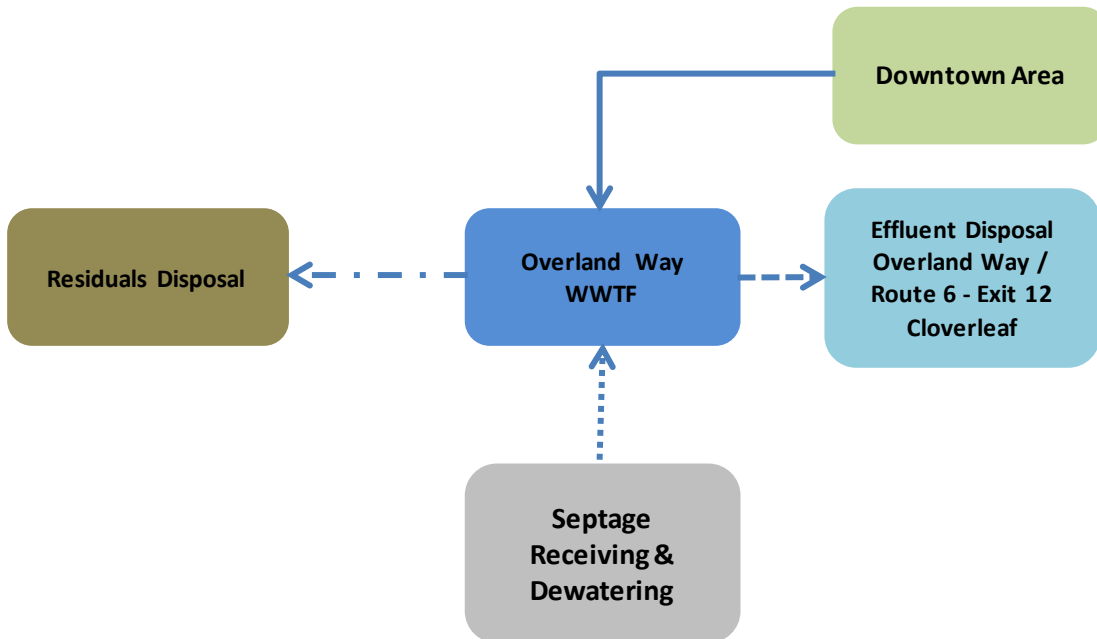 Downtown Area
Residuals Disposal
Overland Way
WWTF
Effluent Disposal
Overland Way /
Route 6 - Exit 12
Cloverleaf
Septage
Receiving &
Dewatering